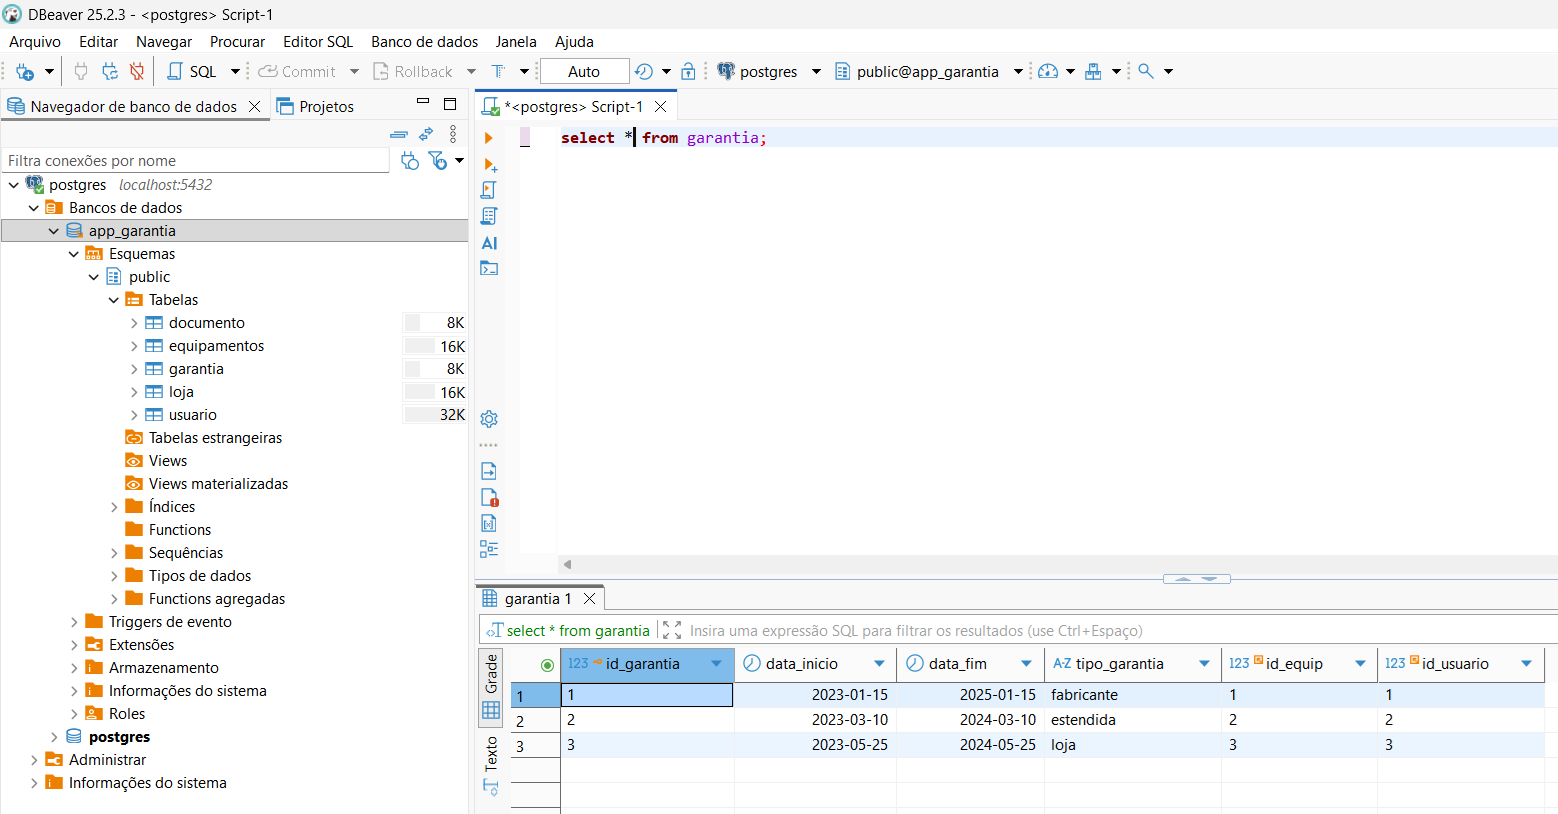 DBeaver 25.2.3 - <postgres> Script-1
Arquivo Editar Navegar Procurar Editor SQL Banco de dados Janela Ajuda
SQL Commit Rollback T Auto postgres public@app_garantia
Navegador de banco de dados Projetos
Filtra conexões por nome
postgres localhost:5432
Bancos de dados
app_garantia
Esquemas
public
Tabelas
documento 8K
equipamentos 16K
garantia 8K
loja 16K
usuario 32K
Tabelas estrangeiras
Views
Views materializadas
Índices
Functions
Sequências
Tipos de dados
Functions agregadas
Triggers de evento
Extensões
Armazenamento
Informações do sistema
Roles
postgres
Administrar
Informações do sistema
*<postgres> Script-1
select * from garantia;
AI
garantia 1
select * from garantia Insira uma expressão SQL para filtrar os resultados (use Ctrl+Espaço)
Grade
Texto
123 id_garantia data_inicio data_fim A-Z tipo_garantia 123 id_equip 123 id_usuario
1 1 2023-01-15 2025-01-15 fabricante 1 1
2 2 2023-03-10 2024-03-10 estendida 2 2
3 3 2023-05-25 2024-05-25 loja 3 3